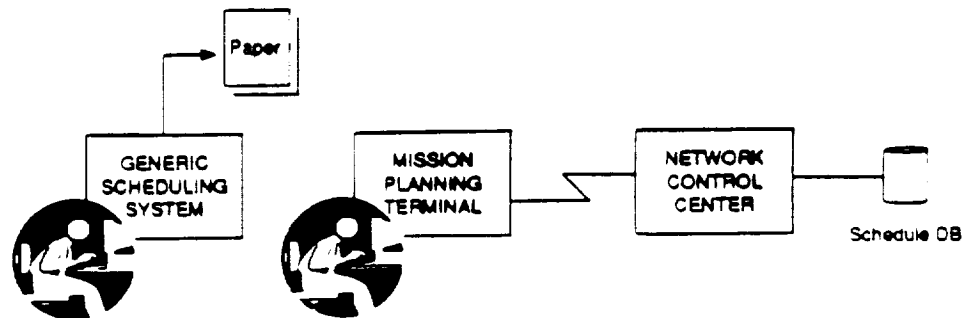 Paper
GENERIC
SCHEDULING
SYSTEM
MISSION
PLANNING
TERMINAL
NETWORK
CONTROL
CENTER
Schedule DB